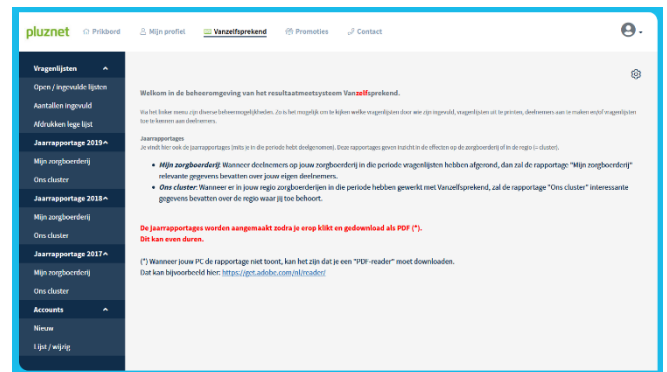 pluznet
Prikbord
Mijn profiel
Vanzelfsprekend
Promoties
Contact
Vragenlijsten
Open / ingevulde lijsten
Aantallen ingevuld
Afdrukken lege lijst
Jaarrapportage 2019
Mijn zorgboerderij
Ons cluster
Jaarrapportage 2018
Mijn zorgboerderij
Ons cluster
Jaarrapportage 2017
Mijn zorgboerderij
Ons cluster
Accounts
Nieuw
Lijst / wijzig
Welkom in de beheeromgeving van het resultaatmeetsysteem Vanzelfsprekend.
Via het linker menu zijn diverse beheermogelijkheden. Zo is het mogelijk om te kijken welke vragenlijsten door wie zijn ingevuld, vragenlijsten uit te printen, deelnemers aan te maken en/of vragenlijsten
toe te kennen aan deelnemers.
Jaarrapportages
Je vindt hier ook de jaarrapportages (mits je in die periode hebt deelgenomen). Deze rapportages geven inzicht in de effecten op de zorgboerderij of in de regio (= cluster).
• Mijn zorgboerderij: Wanneer deelnemers op jouw zorgboerderij in die periode vragenlijsten hebben afgerond, dan zal de rapportage "Mijn zorgboerderij"
relevante gegevens bevatten over jouw eigen deelnemers.
• Ons cluster: Wanneer er in jouw regio zorgboerderijen in die periode hebben gewerkt met Vanzelfsprekend, zal de rapportage "Ons cluster" interessante
gegevens bevatten over de regio waar jij toe behoort.
De jaarrapportages worden aangemaakt zodra je erop klikt en gedownload als PDF (*).
Dit kan even duren.
(*) Wanneer jouw PC de rapportage niet toont, kan het zijn dat je een "PDF-reader" moet downloaden.
Dat kan bijvoorbeeld hier: https://get.adobe.com/nl/reader/